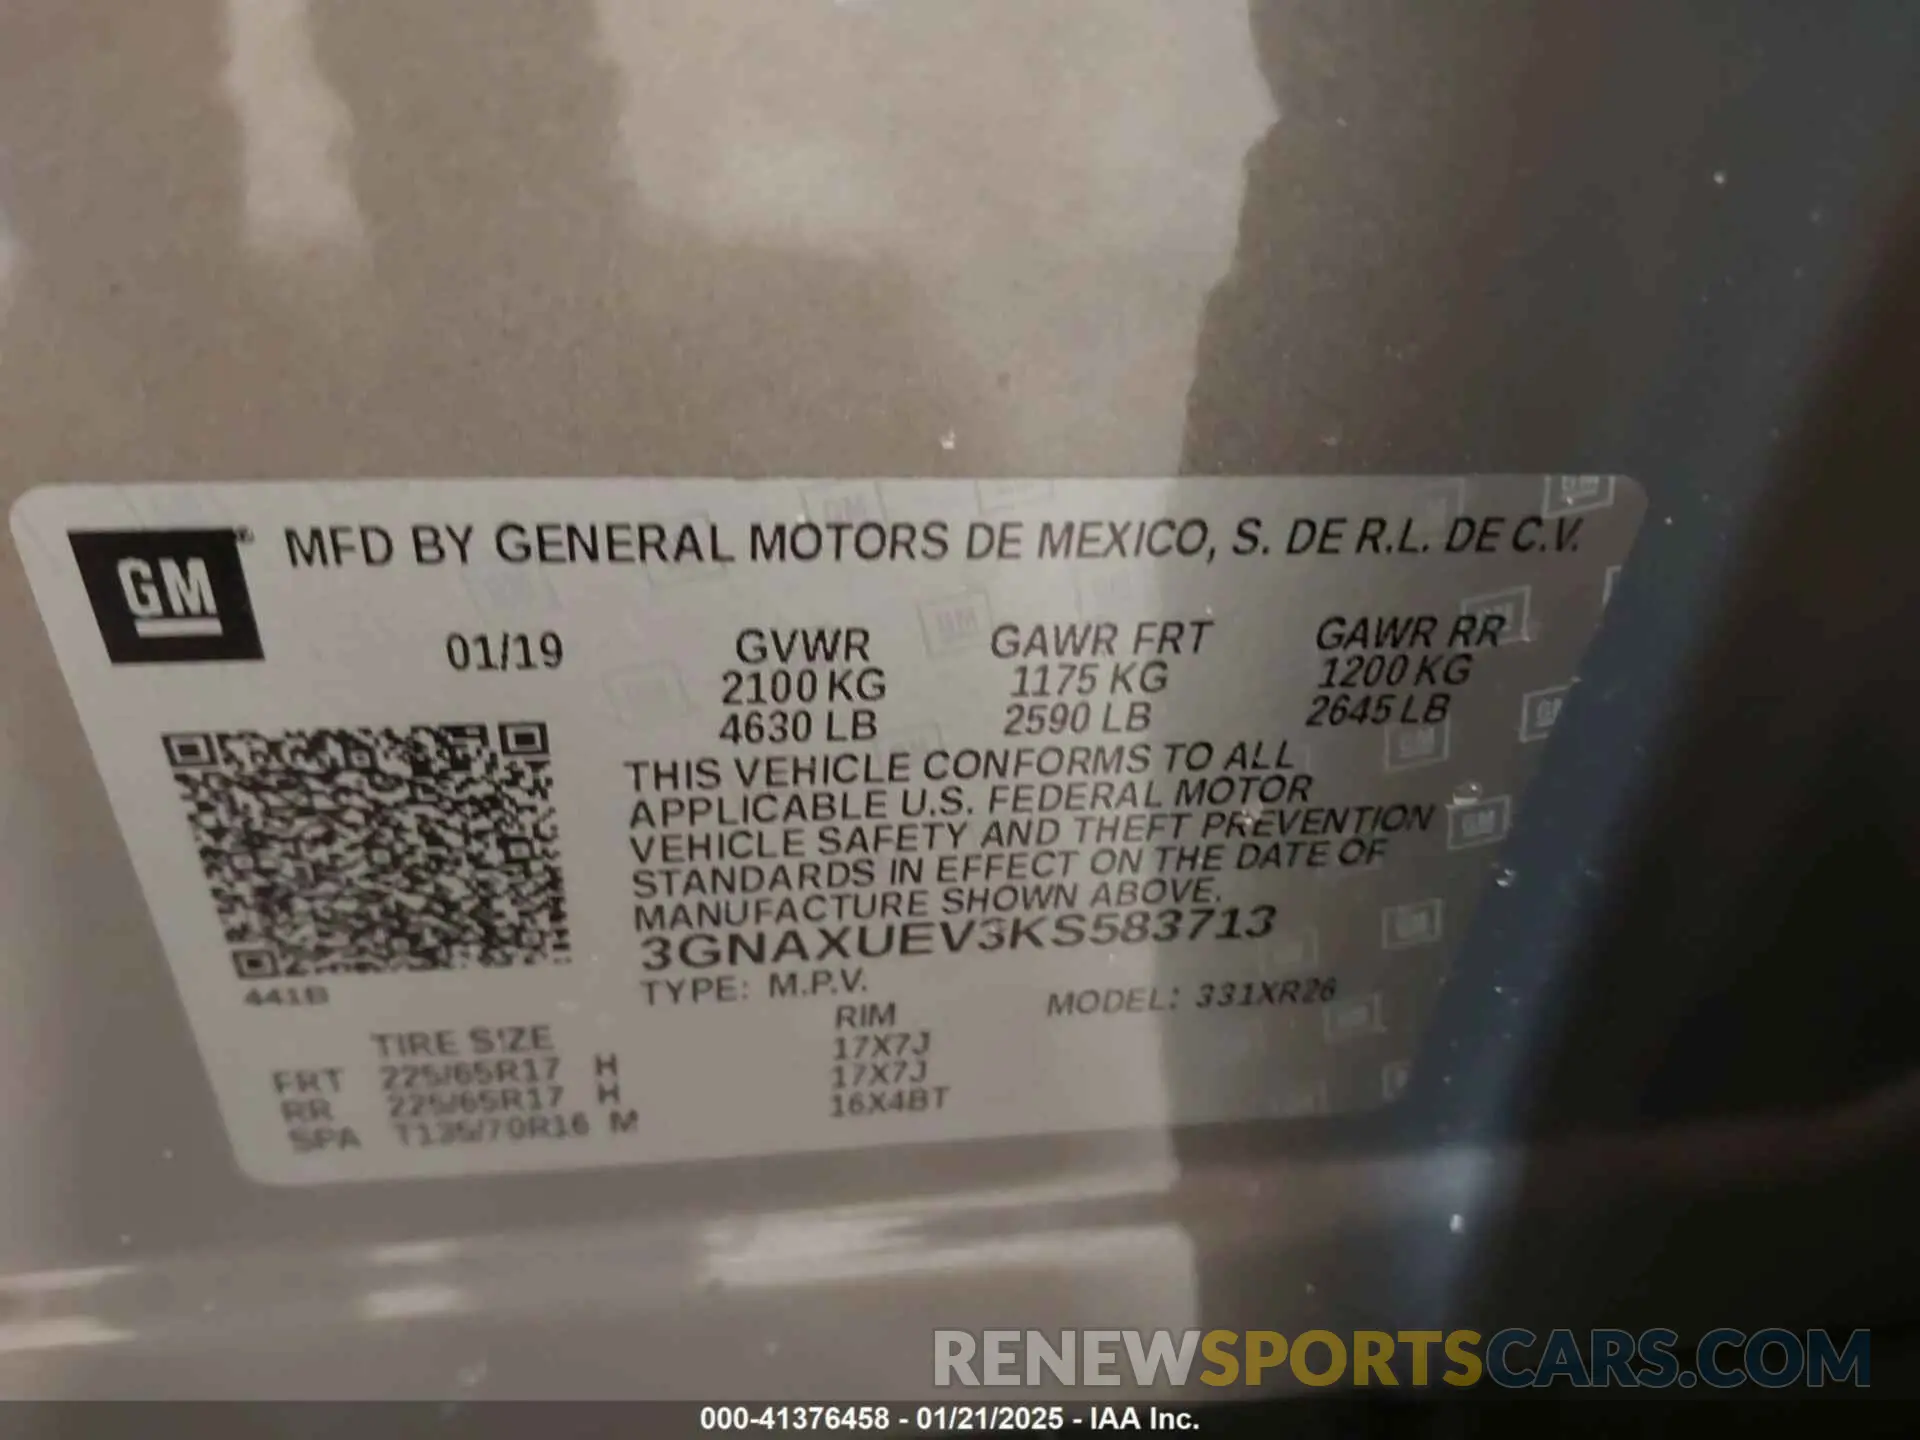 GM ® MFD BY GENERAL MOTORS DE MEXICO, S. DE R.L. DE C.V.
01/19 GVWR GAWR FRT GAWR RR
2100 KG 1175 KG 1200 KG
4630 LB 2590 LB 2645 LB
THIS VEHICLE CONFORMS TO ALL
APPLICABLE U.S. FEDERAL MOTOR
VEHICLE SAFETY AND THEFT PREVENTION
STANDARDS IN EFFECT ON THE DATE OF
MANUFACTURE SHOWN ABOVE.
3GNAXUEV3KS583713
441B
TYPE: M.P.V. MODEL: 331XR26
TIRE SIZE RIM
FRT 225/65R17 H 17X7J
RR 225/65R17 H 17X7J
SPA T135/70R16 M 16X4BT
RENEWSPORTSCARS.COM
000-41376458 - 01/21/2025 - IAA Inc.